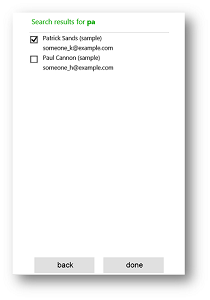 Search results for pa
Patrick Sands (sample)
someone_k@example.com
Paul Cannon (sample)
someone_h@example.com
back done